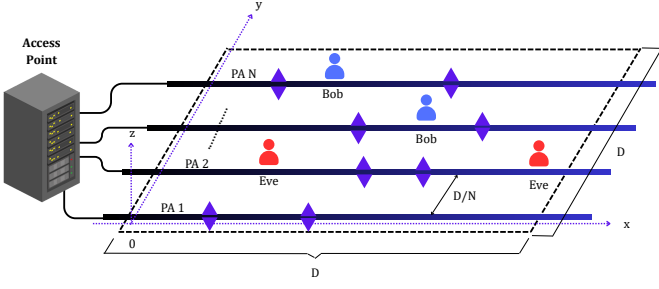 Access
Point
y
PA N
Bob
z
Bob
D
PA 2
Eve
Eve
D/N
PA 1
x
0
D